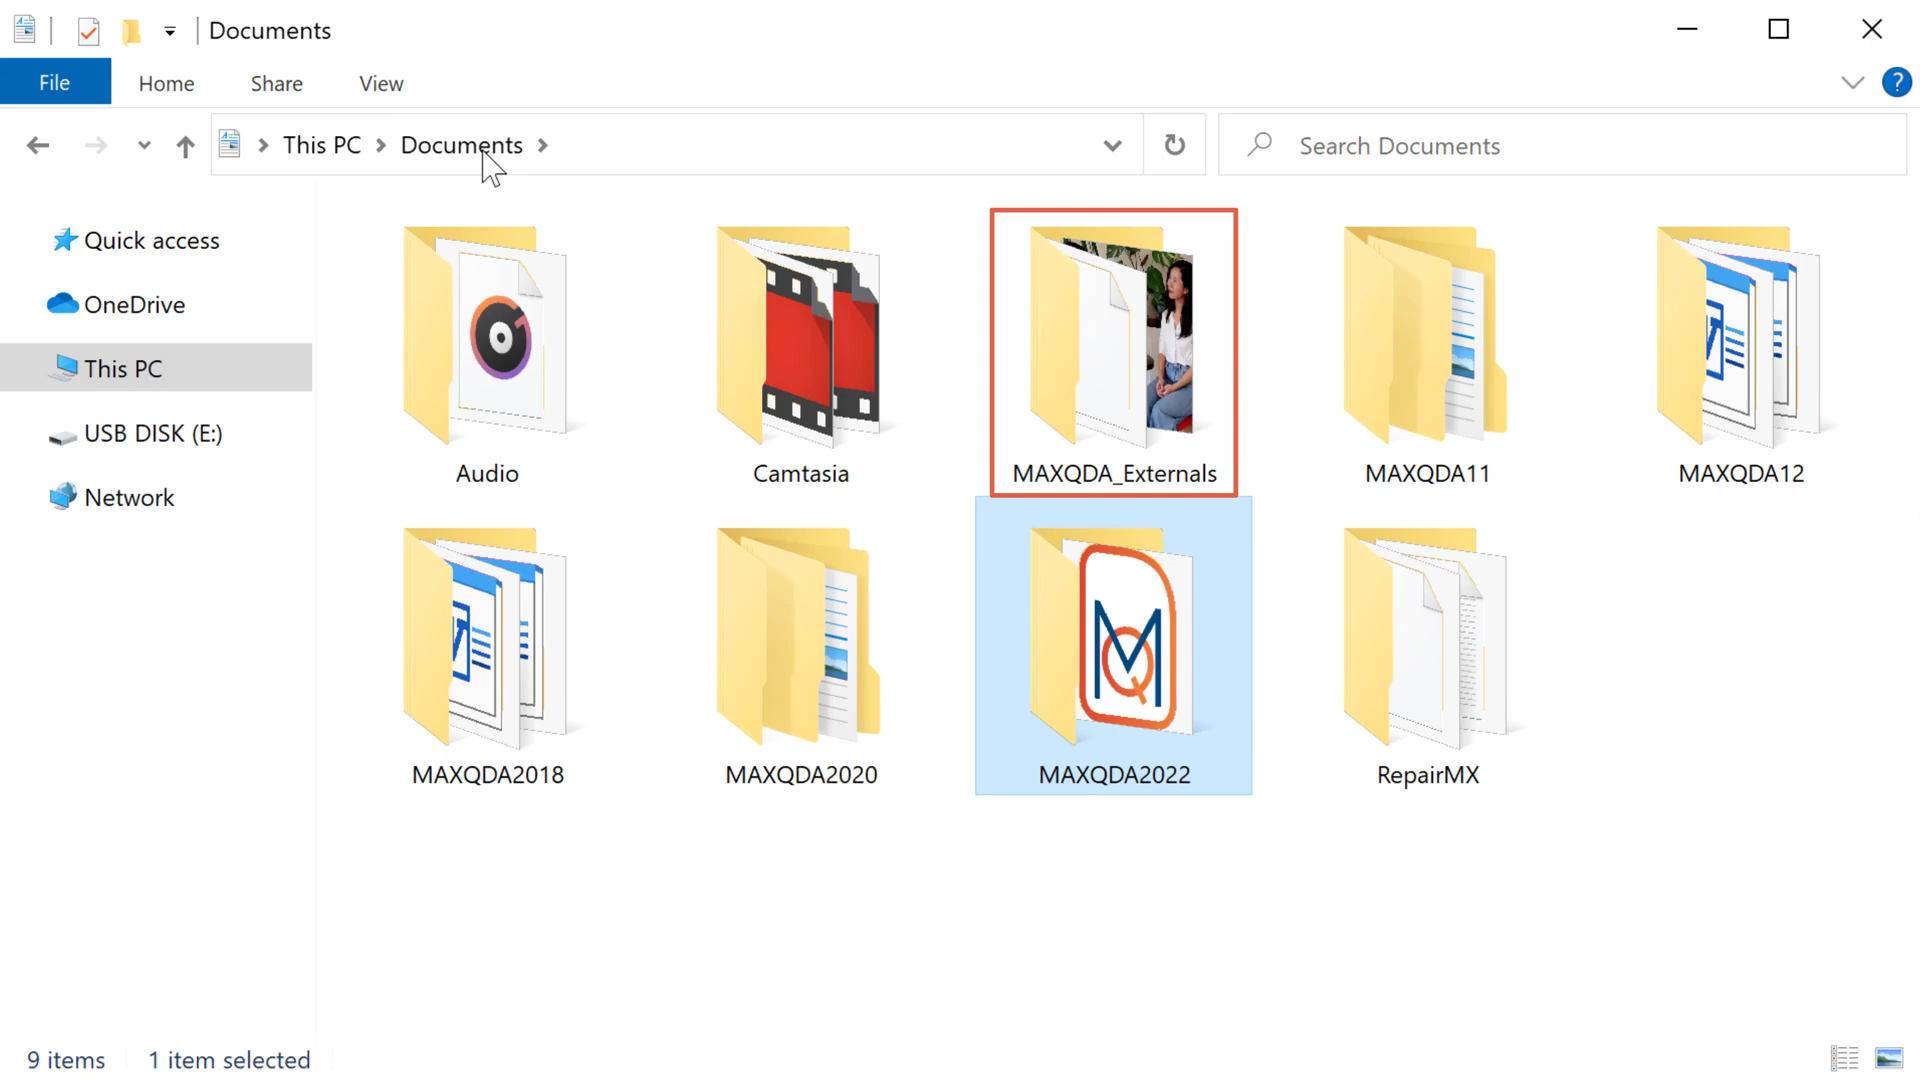 Documents
File Home Share View
This PC Documents
Search Documents
Quick access
OneDrive
This PC
USB DISK (E:)
Network
Audio Camtasia MAXQDA_Externals MAXQDA11 MAXQDA12
MAXQDA2018 MAXQDA2020 MAXQDA2022 RepairMX
9 items 1 item selected